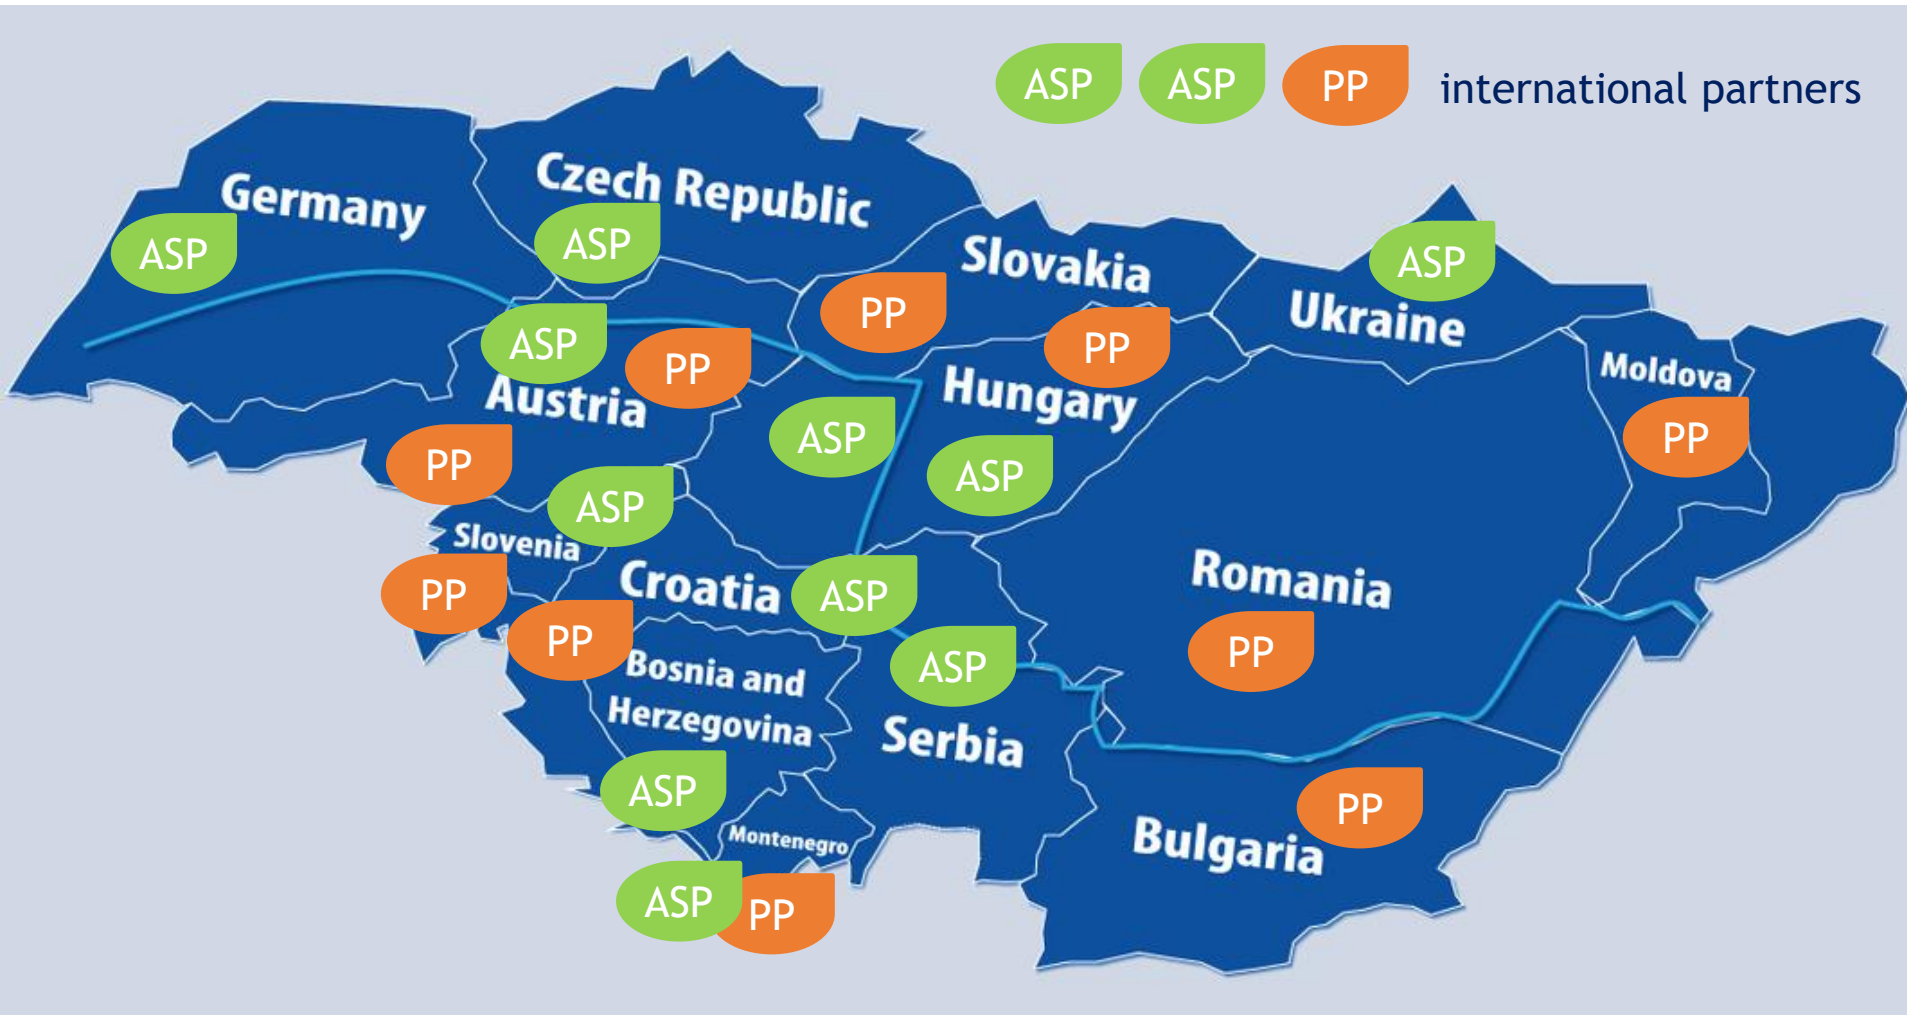 ASP ASP PP international partners
Czech Republic
Germany
ASP
ASP
Slovakia
ASP
PP
Ukraine
ASP
PP
PP
Moldova
Austria
Hungary
ASP
PP
PP
ASP
ASP
Slovenia
Croatia
Romania
PP
ASP
PP
PP
ASP
Bosnia and
Herzegovina
Serbia
ASP
PP
Montenegro
Bulgaria
ASP PP